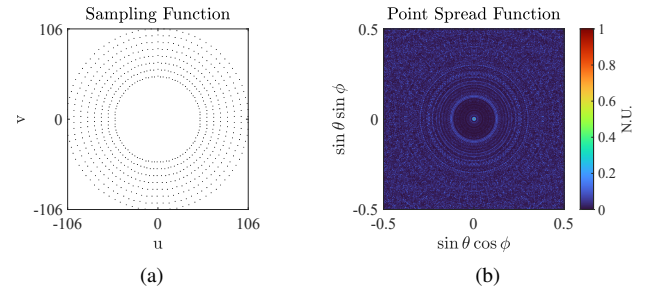 Sampling Function
106
v
0
-106
-106
0
106
u
(a)
Point Spread Function
0.5
sin θ sin ϕ
0
-0.5
-0.5
0
0.5
sin θ cos ϕ
1
0.8
0.6
0.4
0.2
0
N.U.
(b)